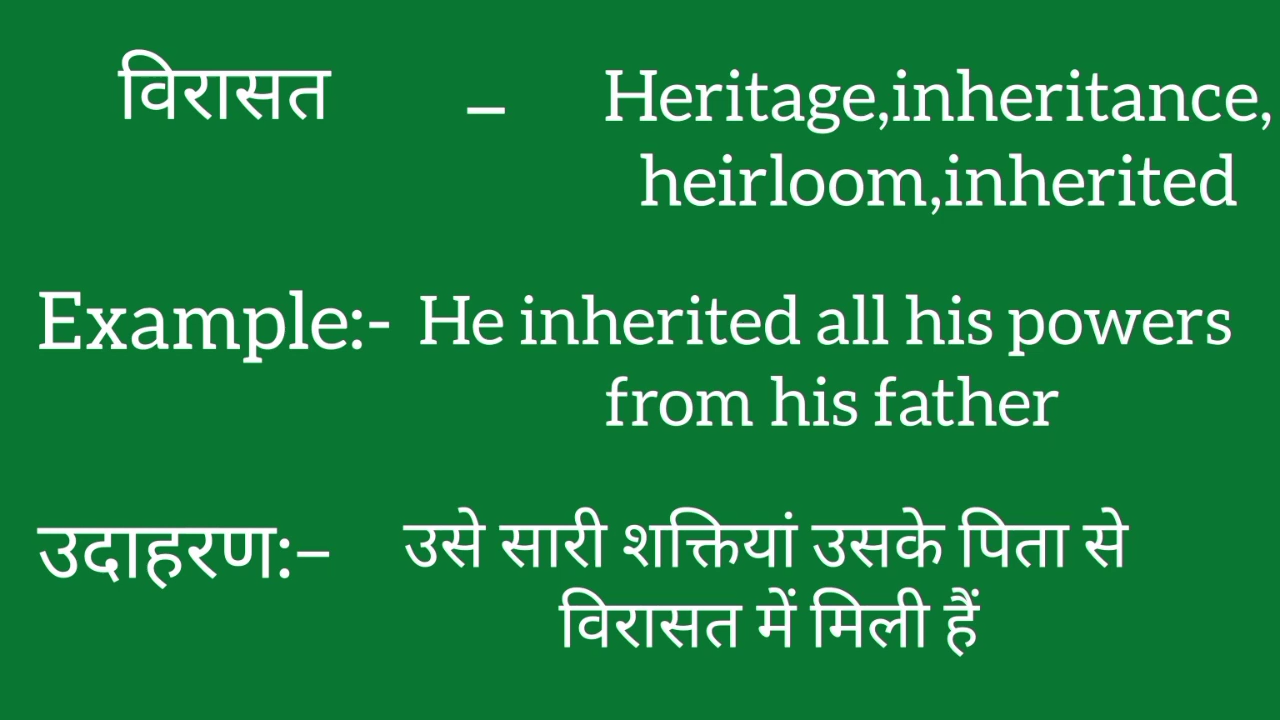 विरासत – Heritage,inheritance,
heirloom,inherited
Example:- He inherited all his powers
from his father
उदाहरण:– उसे सारी शक्तियां उसके पिता से
विरासत में मिली हैं